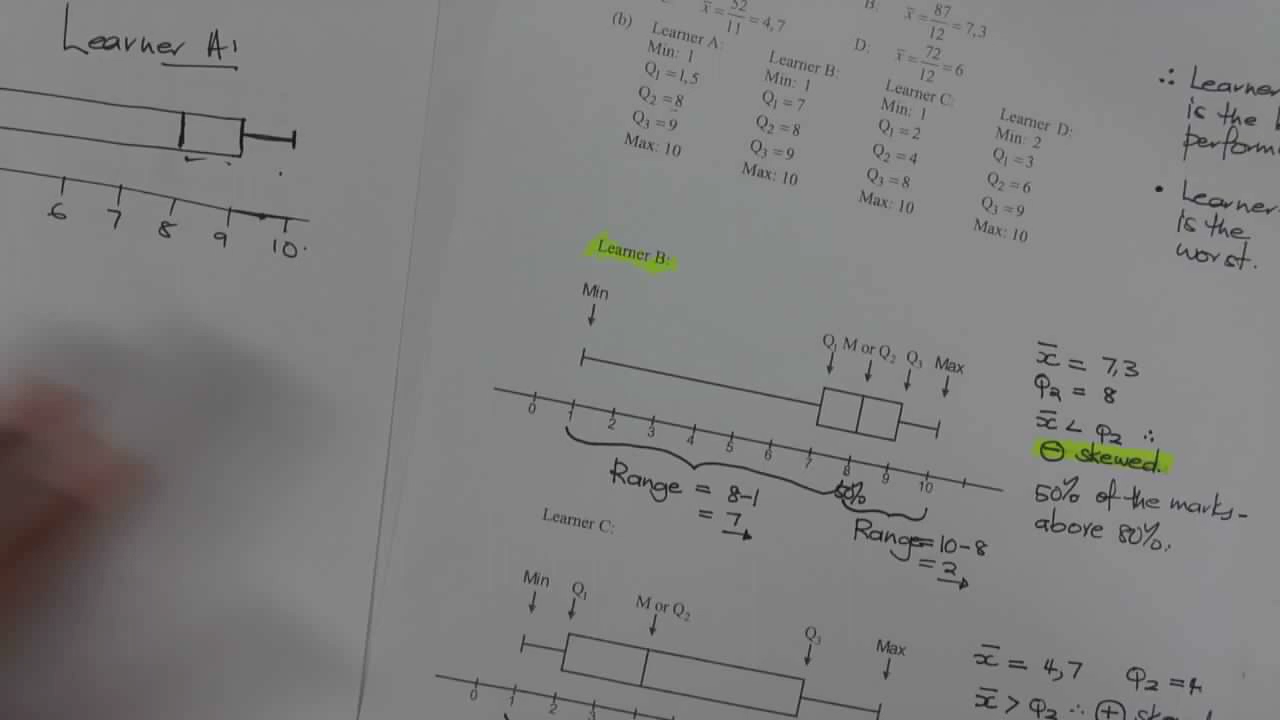 Learner A:
6 7 8 9 10
x̄ = 52/11 = 4,7
B. x̄ = 87/12 = 7,3
D: x̄ = 72/12 = 6
(b) Learner A:
Min: 1
Q₁ = 1,5
Q₂ = 8
Q₃ = 9
Max: 10
Learner B:
Min: 1
Q₁ = 7
Q₂ = 8
Q₃ = 9
Max: 10
Learner C:
Min: 1
Q₁ = 2
Q₂ = 4
Q₃ = 8
Max: 10
Learner D:
Min: 2
Q₁ = 3
Q₂ = 6
Q₃ = 9
Max: 10
∴ Learner
is the
• Learner
is the
worst.
Learner B:
Min
Q₁ M or Q₂ Q₃ Max
0 1 2 3 4 5 6 7 8 9 10
50%
Range = 8-1
= 7
Range = 10-8
= 2
x̄ = 7,3
Q₂ = 8
x̄ < Q₂ ∴
⊖ skewed.
50% of the marks-
above 80%.
Learner C:
Min Q₁ M or Q₂ Q₃ Max
0 1 2 3
x̄ = 4,7 Q₂ = 4
x̄ > Q₂ ∴ ⊕